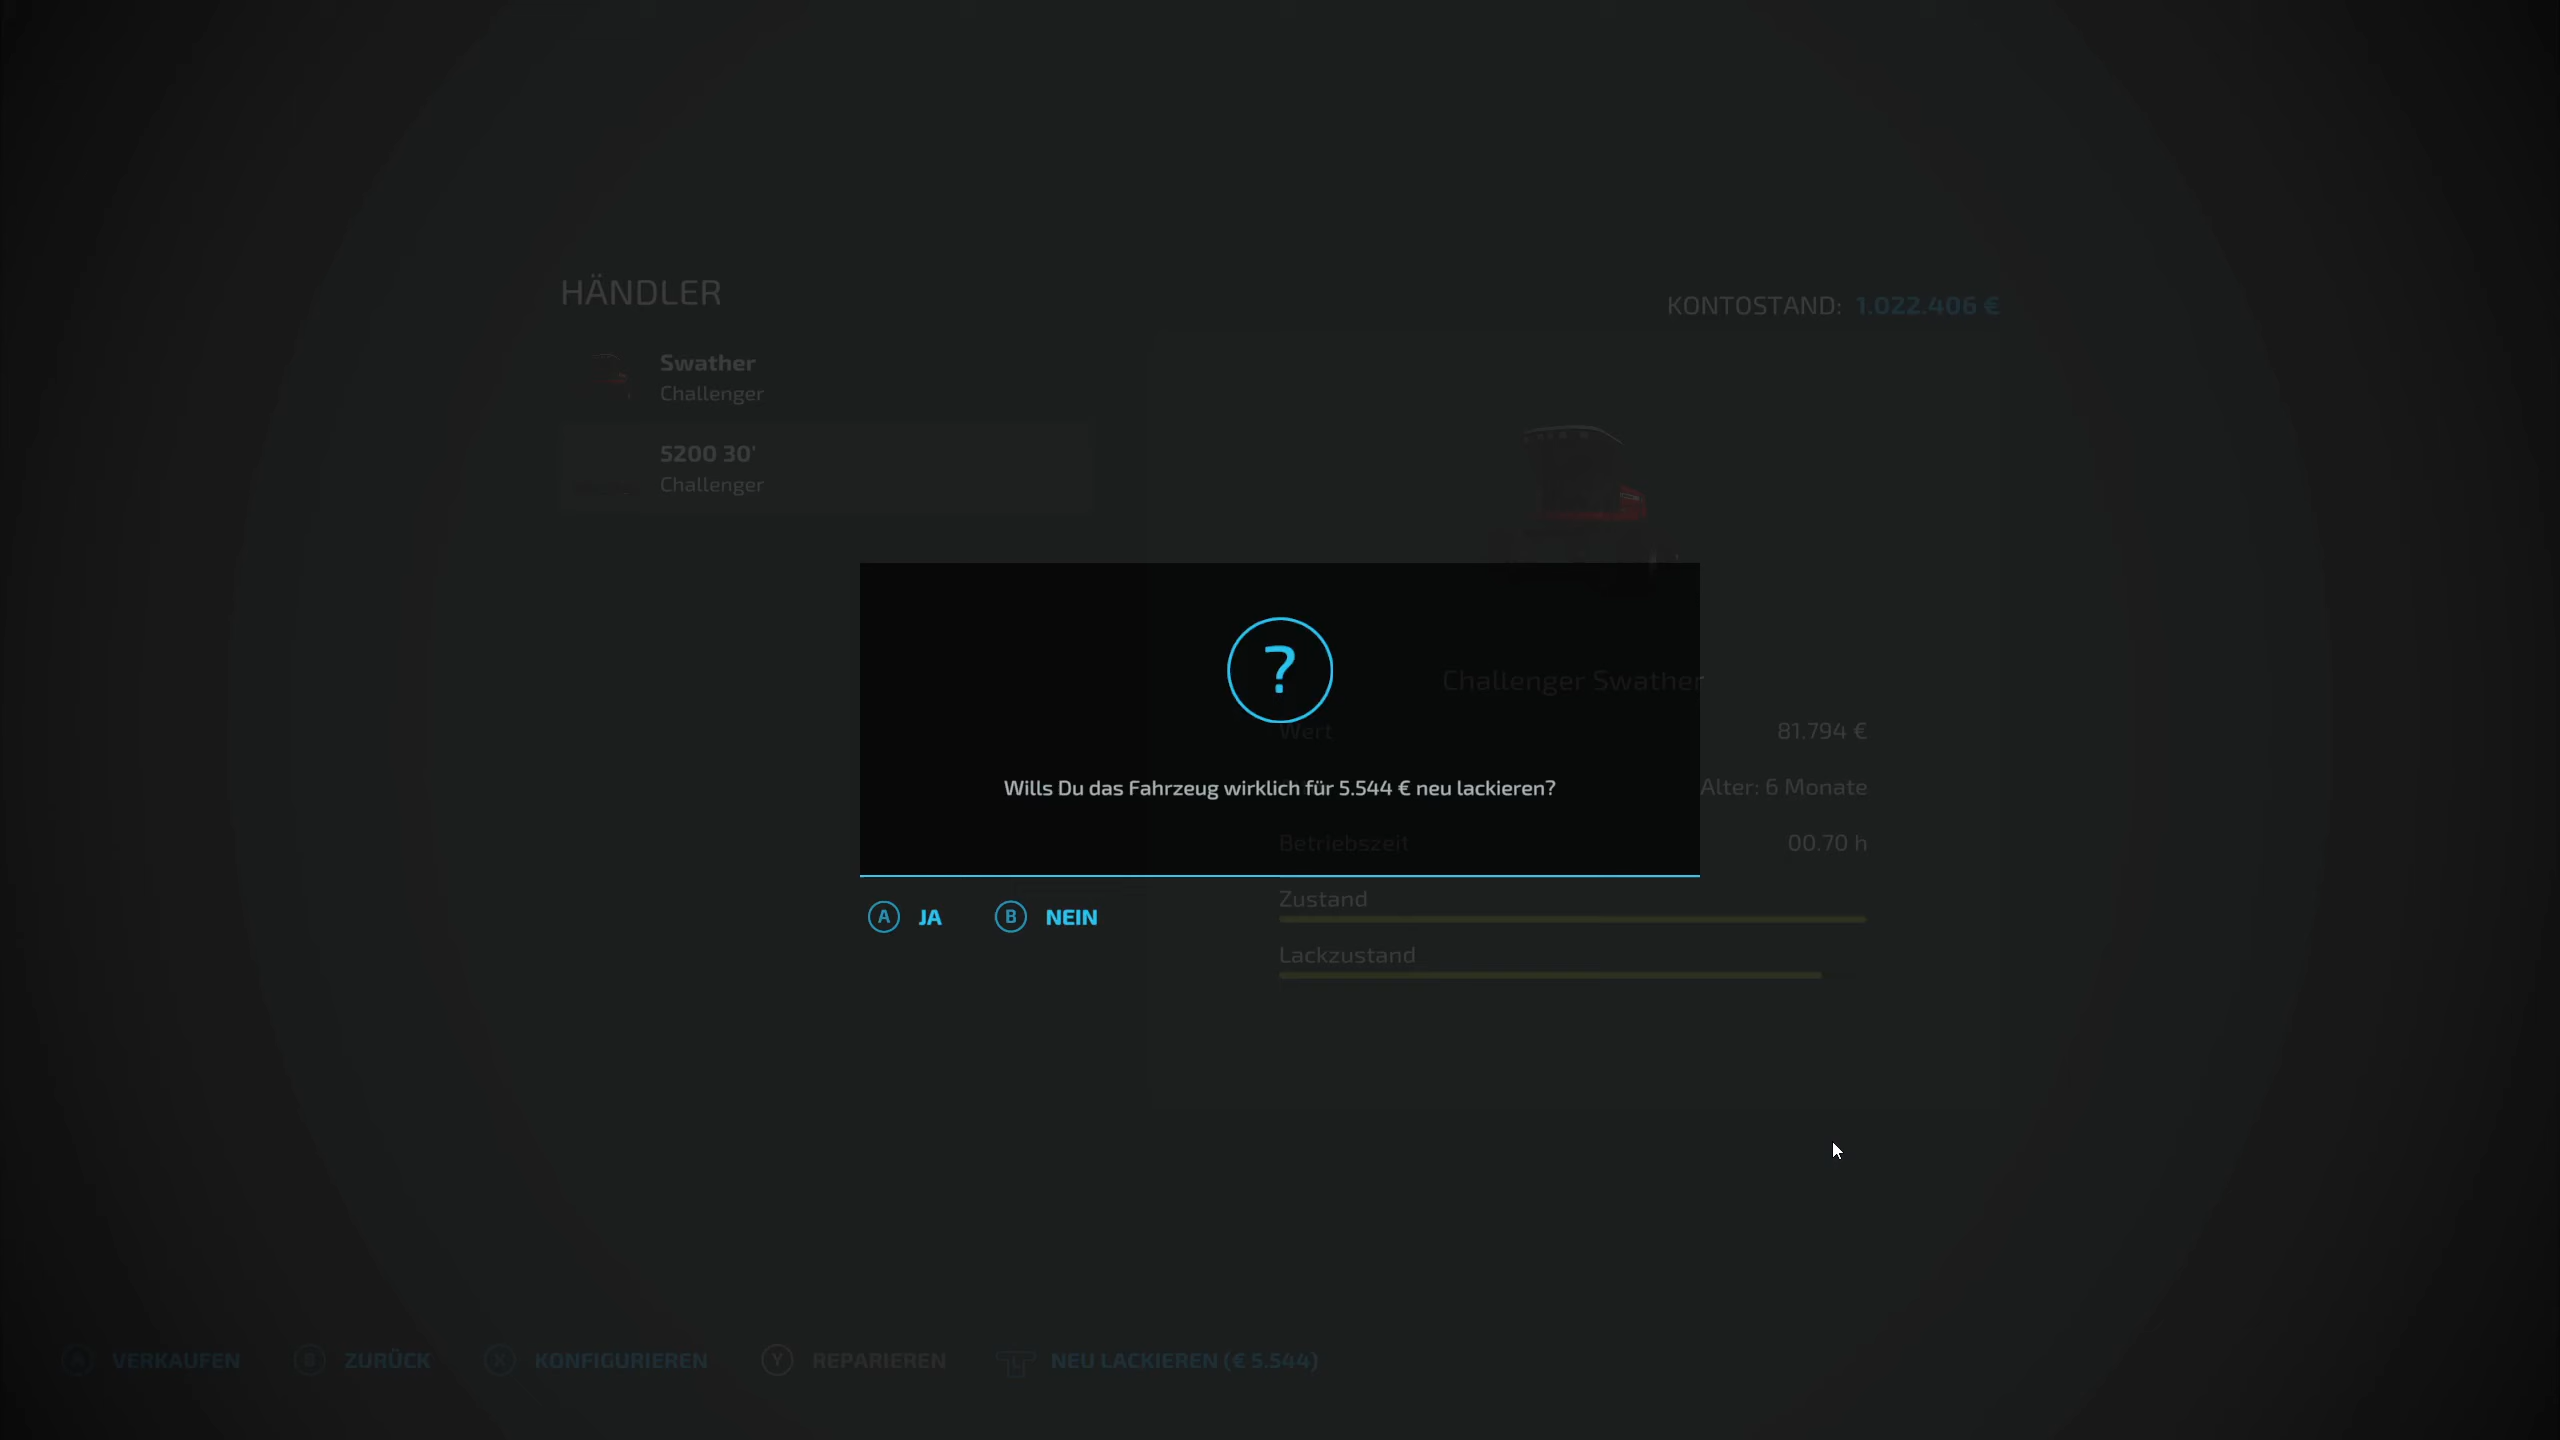 HÄNDLER
KONTOSTAND: 1.022.406 €
Swather
Challenger
5200 30'
Challenger
?
Challenger Swather
Wert 81.794 €
Wills Du das Fahrzeug wirklich für 5.544 € neu lackieren?
Alter: 6 Monate
Betriebszeit 00.70 h
A JA B NEIN
Zustand
Lackzustand
VERKAUFEN ZURÜCK X KONFIGURIEREN Y REPARIEREN NEU LACKIEREN (€ 5.544)